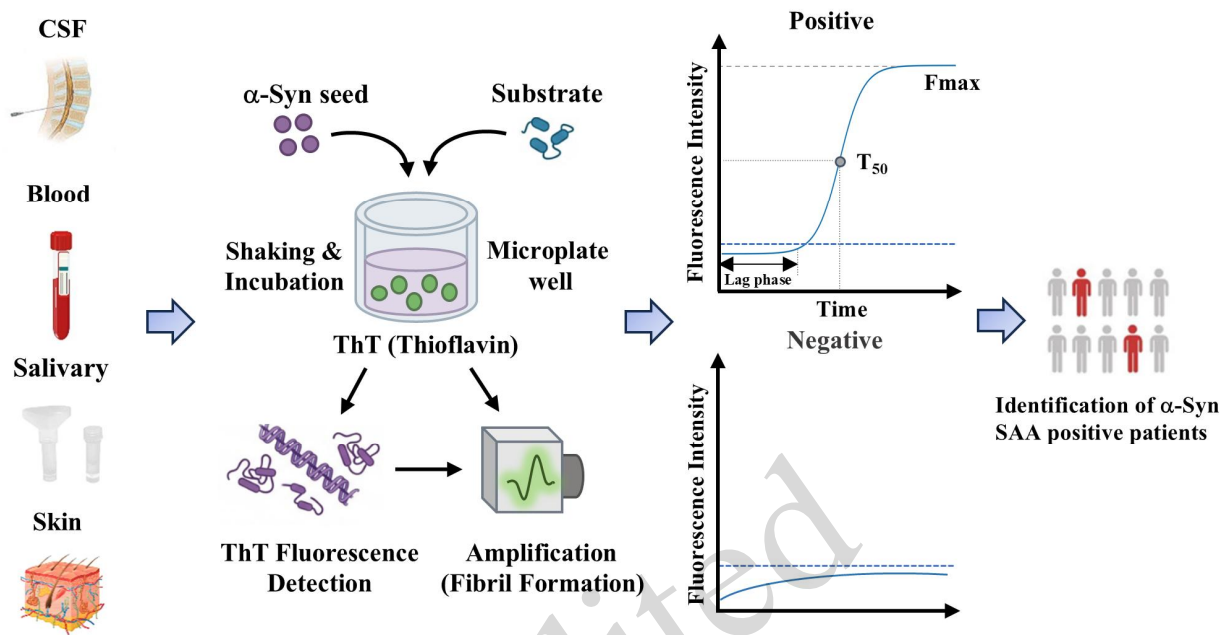 CSF
Blood
Salivary
Skin
α-Syn seed
Substrate
Shaking &
Incubation
Microplate
well
ThT (Thioflavin)
ThT Fluorescence
Detection
Amplification
(Fibril Formation)
Positive
Fluorescence Intensity
Fmax
T50
Lag phase
Time
Negative
Fluorescence Intensity
Identification of α-Syn
SAA positive patients